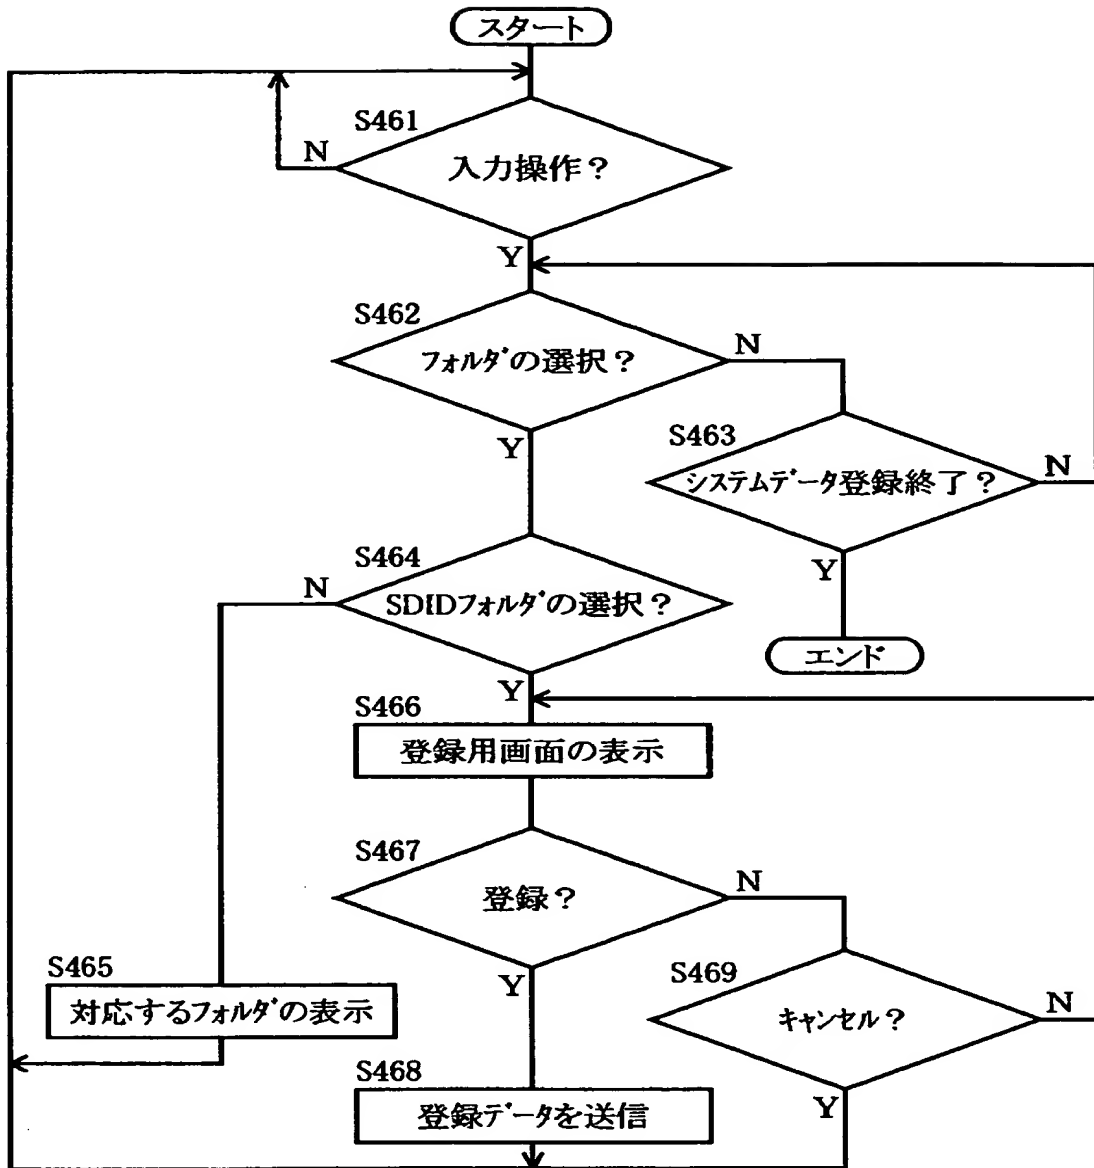 スタート
S461
N
入力操作？
Y
S462
フォルダの選択？
N
Y
S463
システムデータ登録終了？
N
Y
エンド
S464
N
SDIDフォルダの選択？
Y
S466
登録用画面の表示
S467
登録？
N
Y
S465
対応するフォルダの表示
S469
キャンセル？
N
Y
S468
登録データを送信